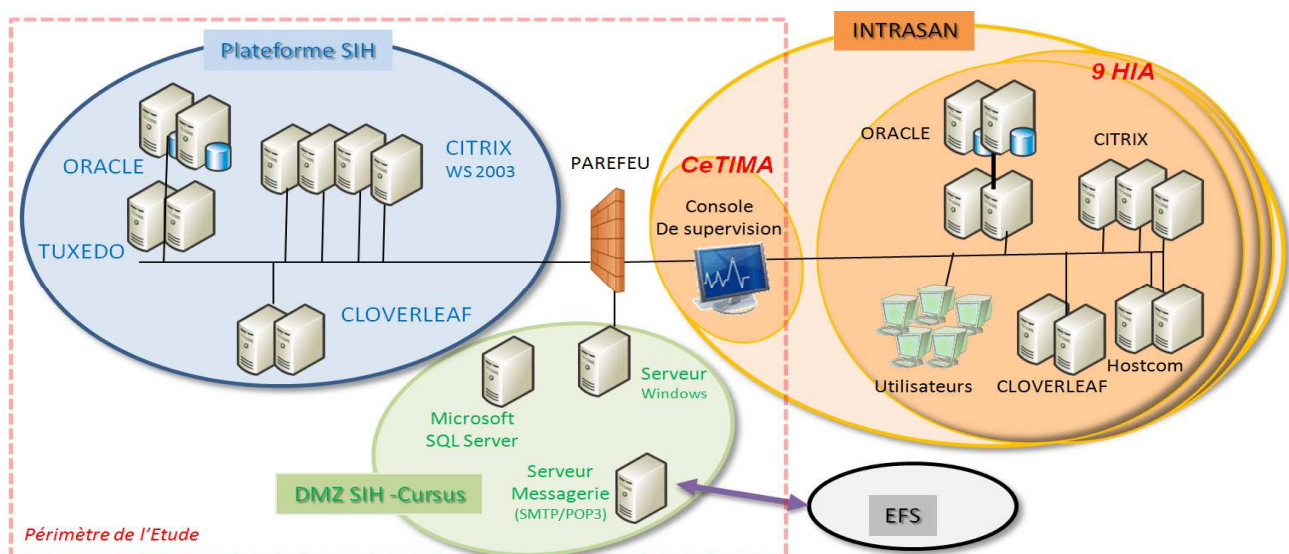 Plateforme SIH
ORACLE
TUXEDO
CITRIX
WS 2003
CLOVERLEAF
PAREFEU
INTRASAN
CeTIMA
Console
De supervision
9 HIA
ORACLE
CITRIX
Utilisateurs
CLOVERLEAF
Hostcom
Serveur
Windows
Microsoft
SQL Server
Serveur
Messagerie
(SMTP/POP3)
DMZ SIH -Cursus
EFS
Périmètre de l'Etude